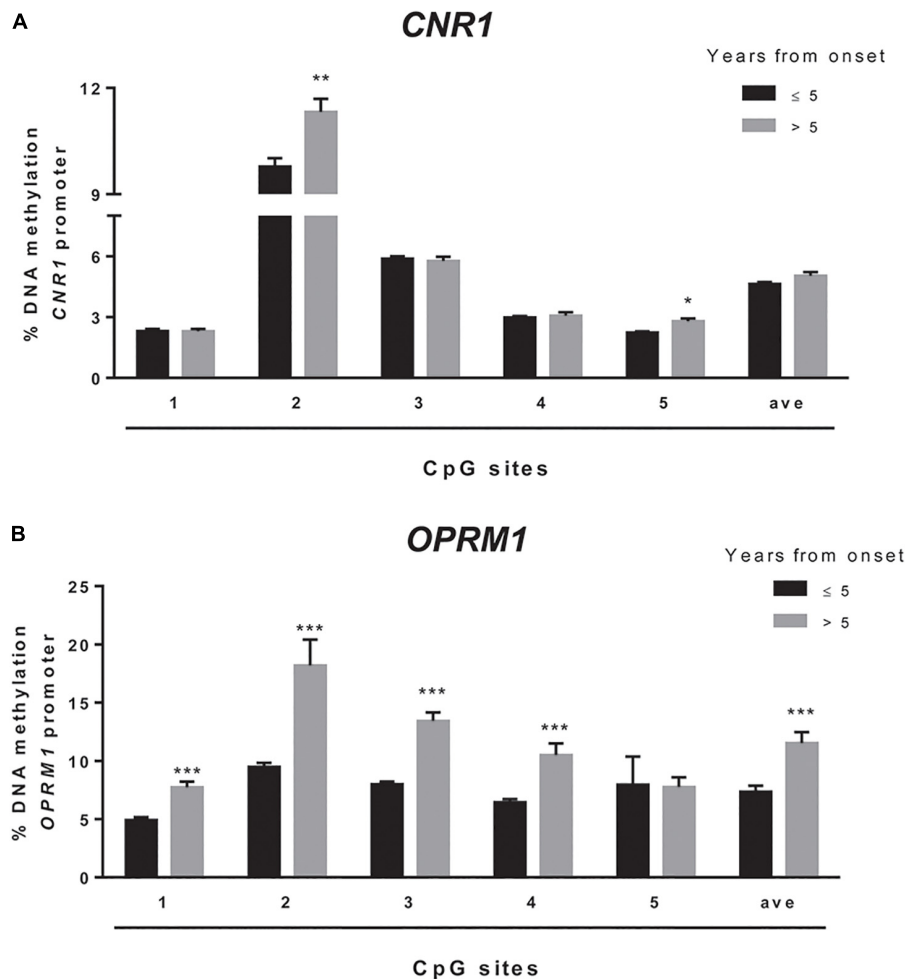 A
CNR1
Years from onset
≤ 5
> 5
% DNA methylation
CNR1 promoter
12
9
6
3
0
**
*
1 2 3 4 5 ave
CpG sites
B
OPRM1
Years from onset
≤ 5
> 5
% DNA methylation
OPRM1 promoter
25
20
15
10
5
0
*** *** *** *** ***
1 2 3 4 5 ave
CpG sites